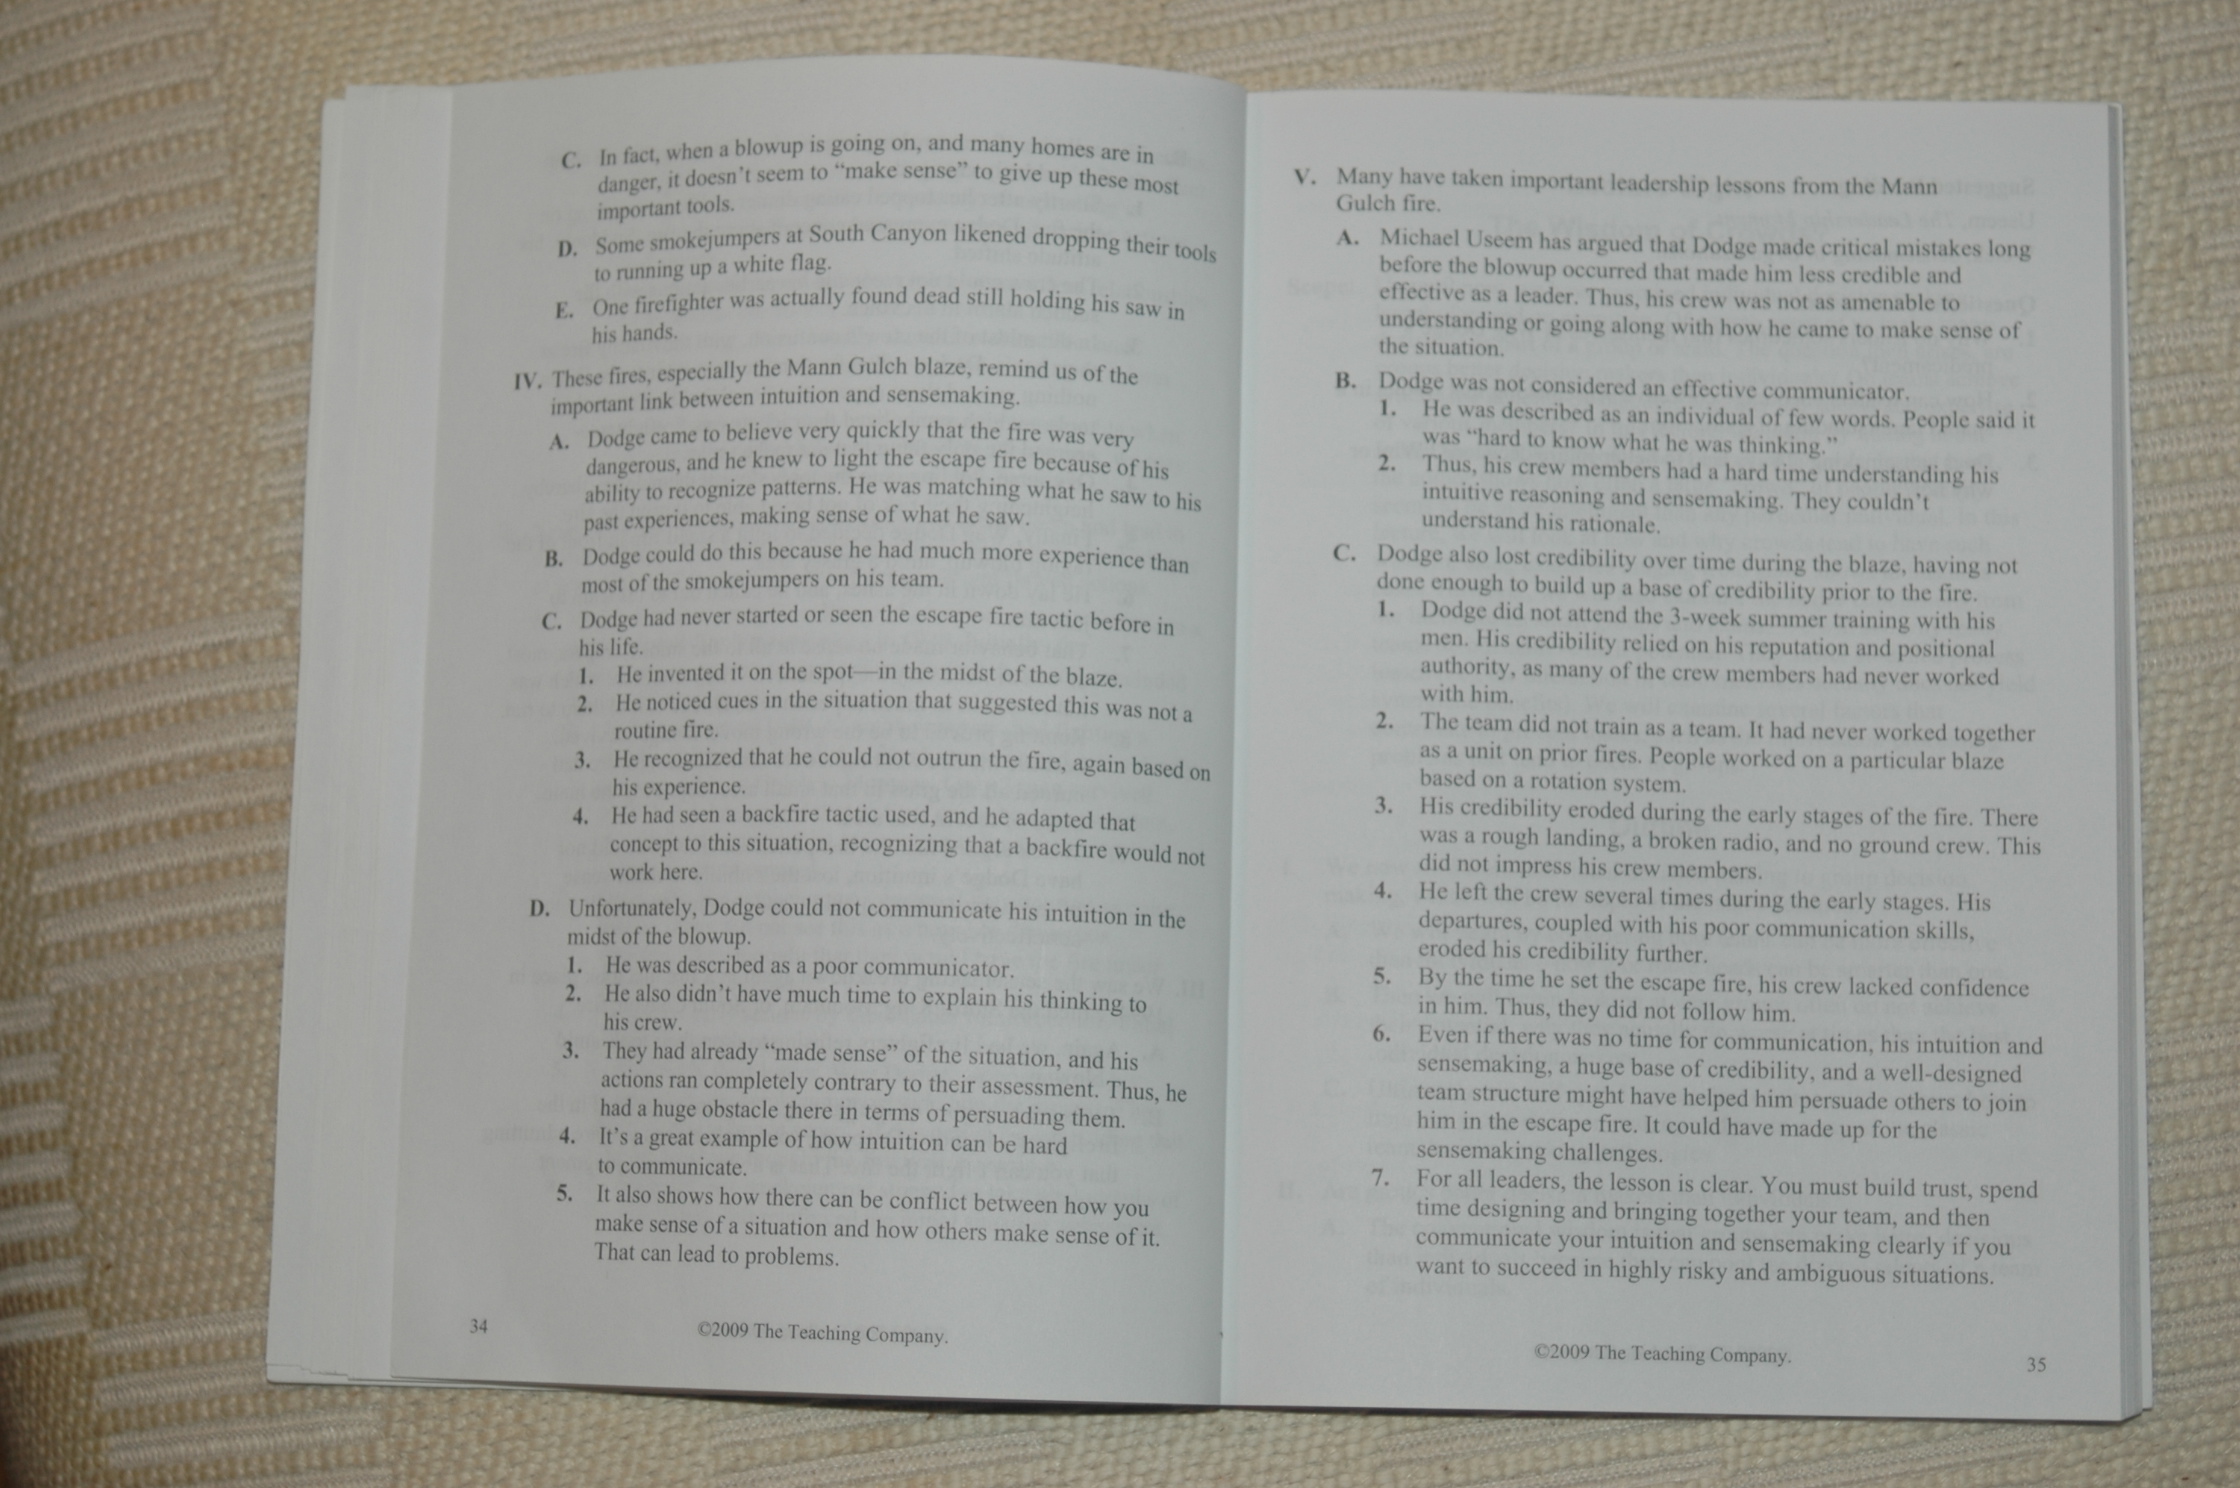 C. In fact, when a blowup is going on, and many homes are in
danger, it doesn't seem to “make sense” to give up these most
important tools.
D. Some smokejumpers at South Canyon likened dropping their tools
to running up a white flag.
E. One firefighter was actually found dead still holding his saw in
his hands.
IV. These fires, especially the Mann Gulch blaze, remind us of the
important link between intuition and sensemaking.
A. Dodge came to believe very quickly that the fire was very
dangerous, and he knew to light the escape fire because of his
ability to recognize patterns. He was matching what he saw to his
past experiences, making sense of what he saw.
B. Dodge could do this because he had much more experience than
most of the smokejumpers on his team.
C. Dodge had never started or seen the escape fire tactic before in
his life.
1. He invented it on the spot—in the midst of the blaze.
2. He noticed cues in the situation that suggested this was not a
routine fire.
3. He recognized that he could not outrun the fire, again based on
his experience.
4. He had seen a backfire tactic used, and he adapted that
concept to this situation, recognizing that a backfire would not
work here.
D. Unfortunately, Dodge could not communicate his intuition in the
midst of the blowup.
1. He was described as a poor communicator.
2. He also didn't have much time to explain his thinking to
his crew.
3. They had already “made sense” of the situation, and his
actions ran completely contrary to their assessment. Thus, he
had a huge obstacle there in terms of persuading them.
4. It's a great example of how intuition can be hard
to communicate.
5. It also shows how there can be conflict between how you
make sense of a situation and how others make sense of it.
That can lead to problems.
34
©2009 The Teaching Company.
V. Many have taken important leadership lessons from the Mann
Gulch fire.
A. Michael Useem has argued that Dodge made critical mistakes long
before the blowup occurred that made him less credible and
effective as a leader. Thus, his crew was not as amenable to
understanding or going along with how he came to make sense of
the situation.
B. Dodge was not considered an effective communicator.
1. He was described as an individual of few words. People said it
was “hard to know what he was thinking.”
2. Thus, his crew members had a hard time understanding his
intuitive reasoning and sensemaking. They couldn't
understand his rationale.
C. Dodge also lost credibility over time during the blaze, having not
done enough to build up a base of credibility prior to the fire.
1. Dodge did not attend the 3-week summer training with his
men. His credibility relied on his reputation and positional
authority, as many of the crew members had never worked
with him.
2. The team did not train as a team. It had never worked together
as a unit on prior fires. People worked on a particular blaze
based on a rotation system.
3. His credibility eroded during the early stages of the fire. There
was a rough landing, a broken radio, and no ground crew. This
did not impress his crew members.
4. He left the crew several times during the early stages. His
departures, coupled with his poor communication skills,
eroded his credibility further.
5. By the time he set the escape fire, his crew lacked confidence
in him. Thus, they did not follow him.
6. Even if there was no time for communication, his intuition and
sensemaking, a huge base of credibility, and a well-designed
team structure might have helped him persuade others to join
him in the escape fire. It could have made up for the
sensemaking challenges.
7. For all leaders, the lesson is clear. You must build trust, spend
time designing and bringing together your team, and then
communicate your intuition and sensemaking clearly if you
want to succeed in highly risky and ambiguous situations.
©2009 The Teaching Company.
35